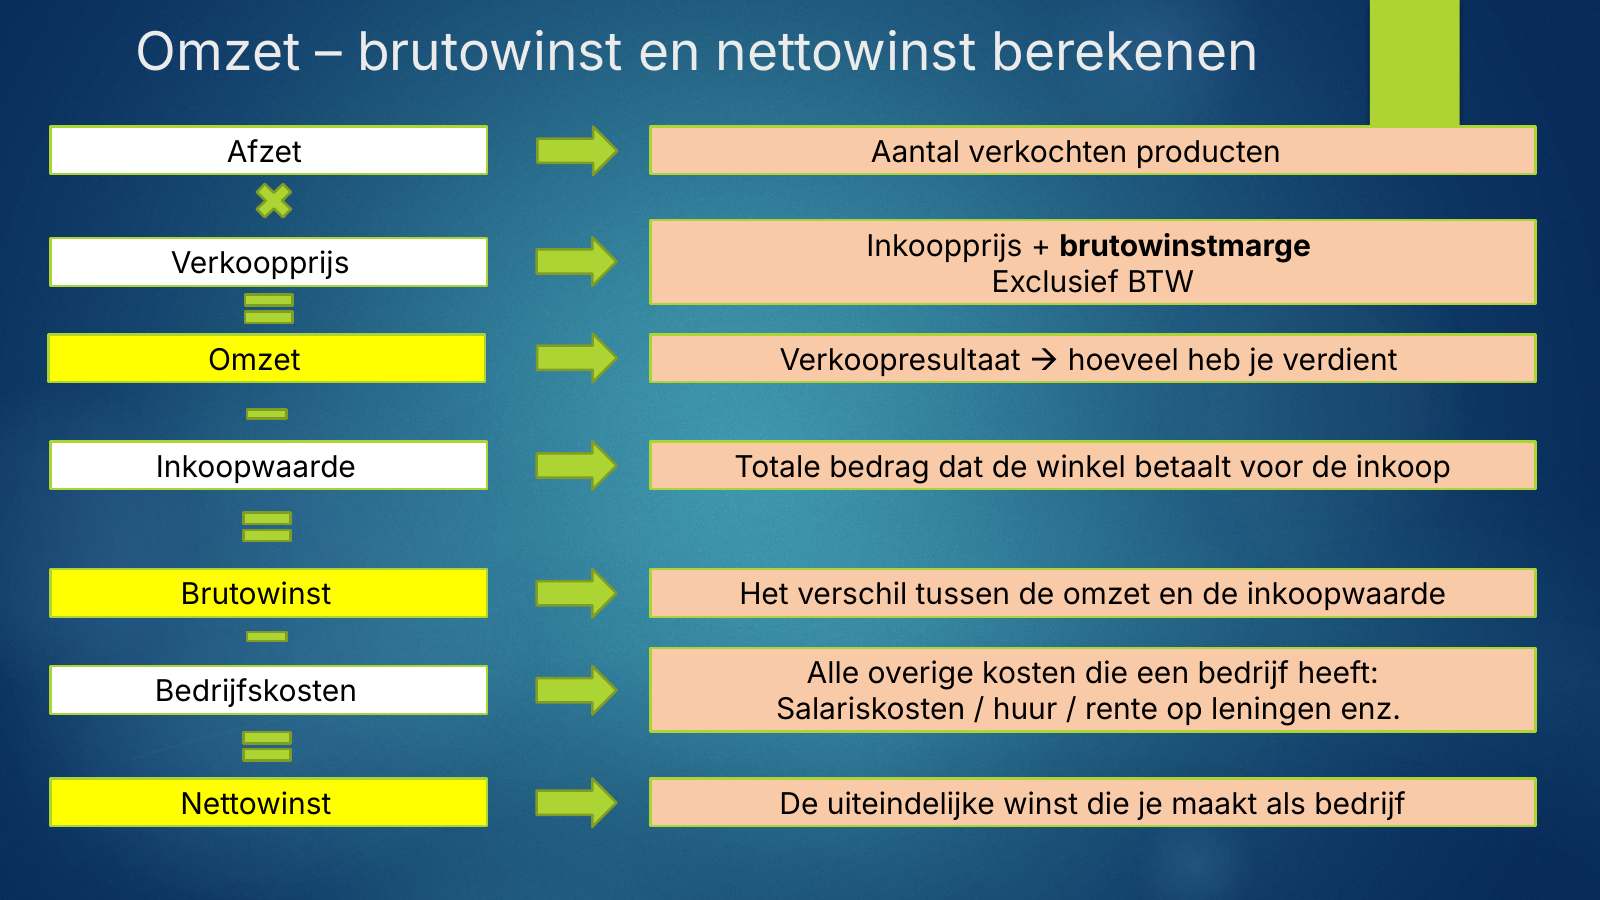 Omzet – brutowinst en nettowinst berekenen
Afzet
Aantal verkochten producten
Verkoopprijs
Inkoopprijs + brutowinstmarge
Exclusief BTW
Omzet
Verkoopresultaat → hoeveel heb je verdient
Inkoopwaarde
Totale bedrag dat de winkel betaalt voor de inkoop
Brutowinst
Het verschil tussen de omzet en de inkoopwaarde
Bedrijfskosten
Alle overige kosten die een bedrijf heeft:
Salariskosten / huur / rente op leningen enz.
Nettowinst
De uiteindelijke winst die je maakt als bedrijf